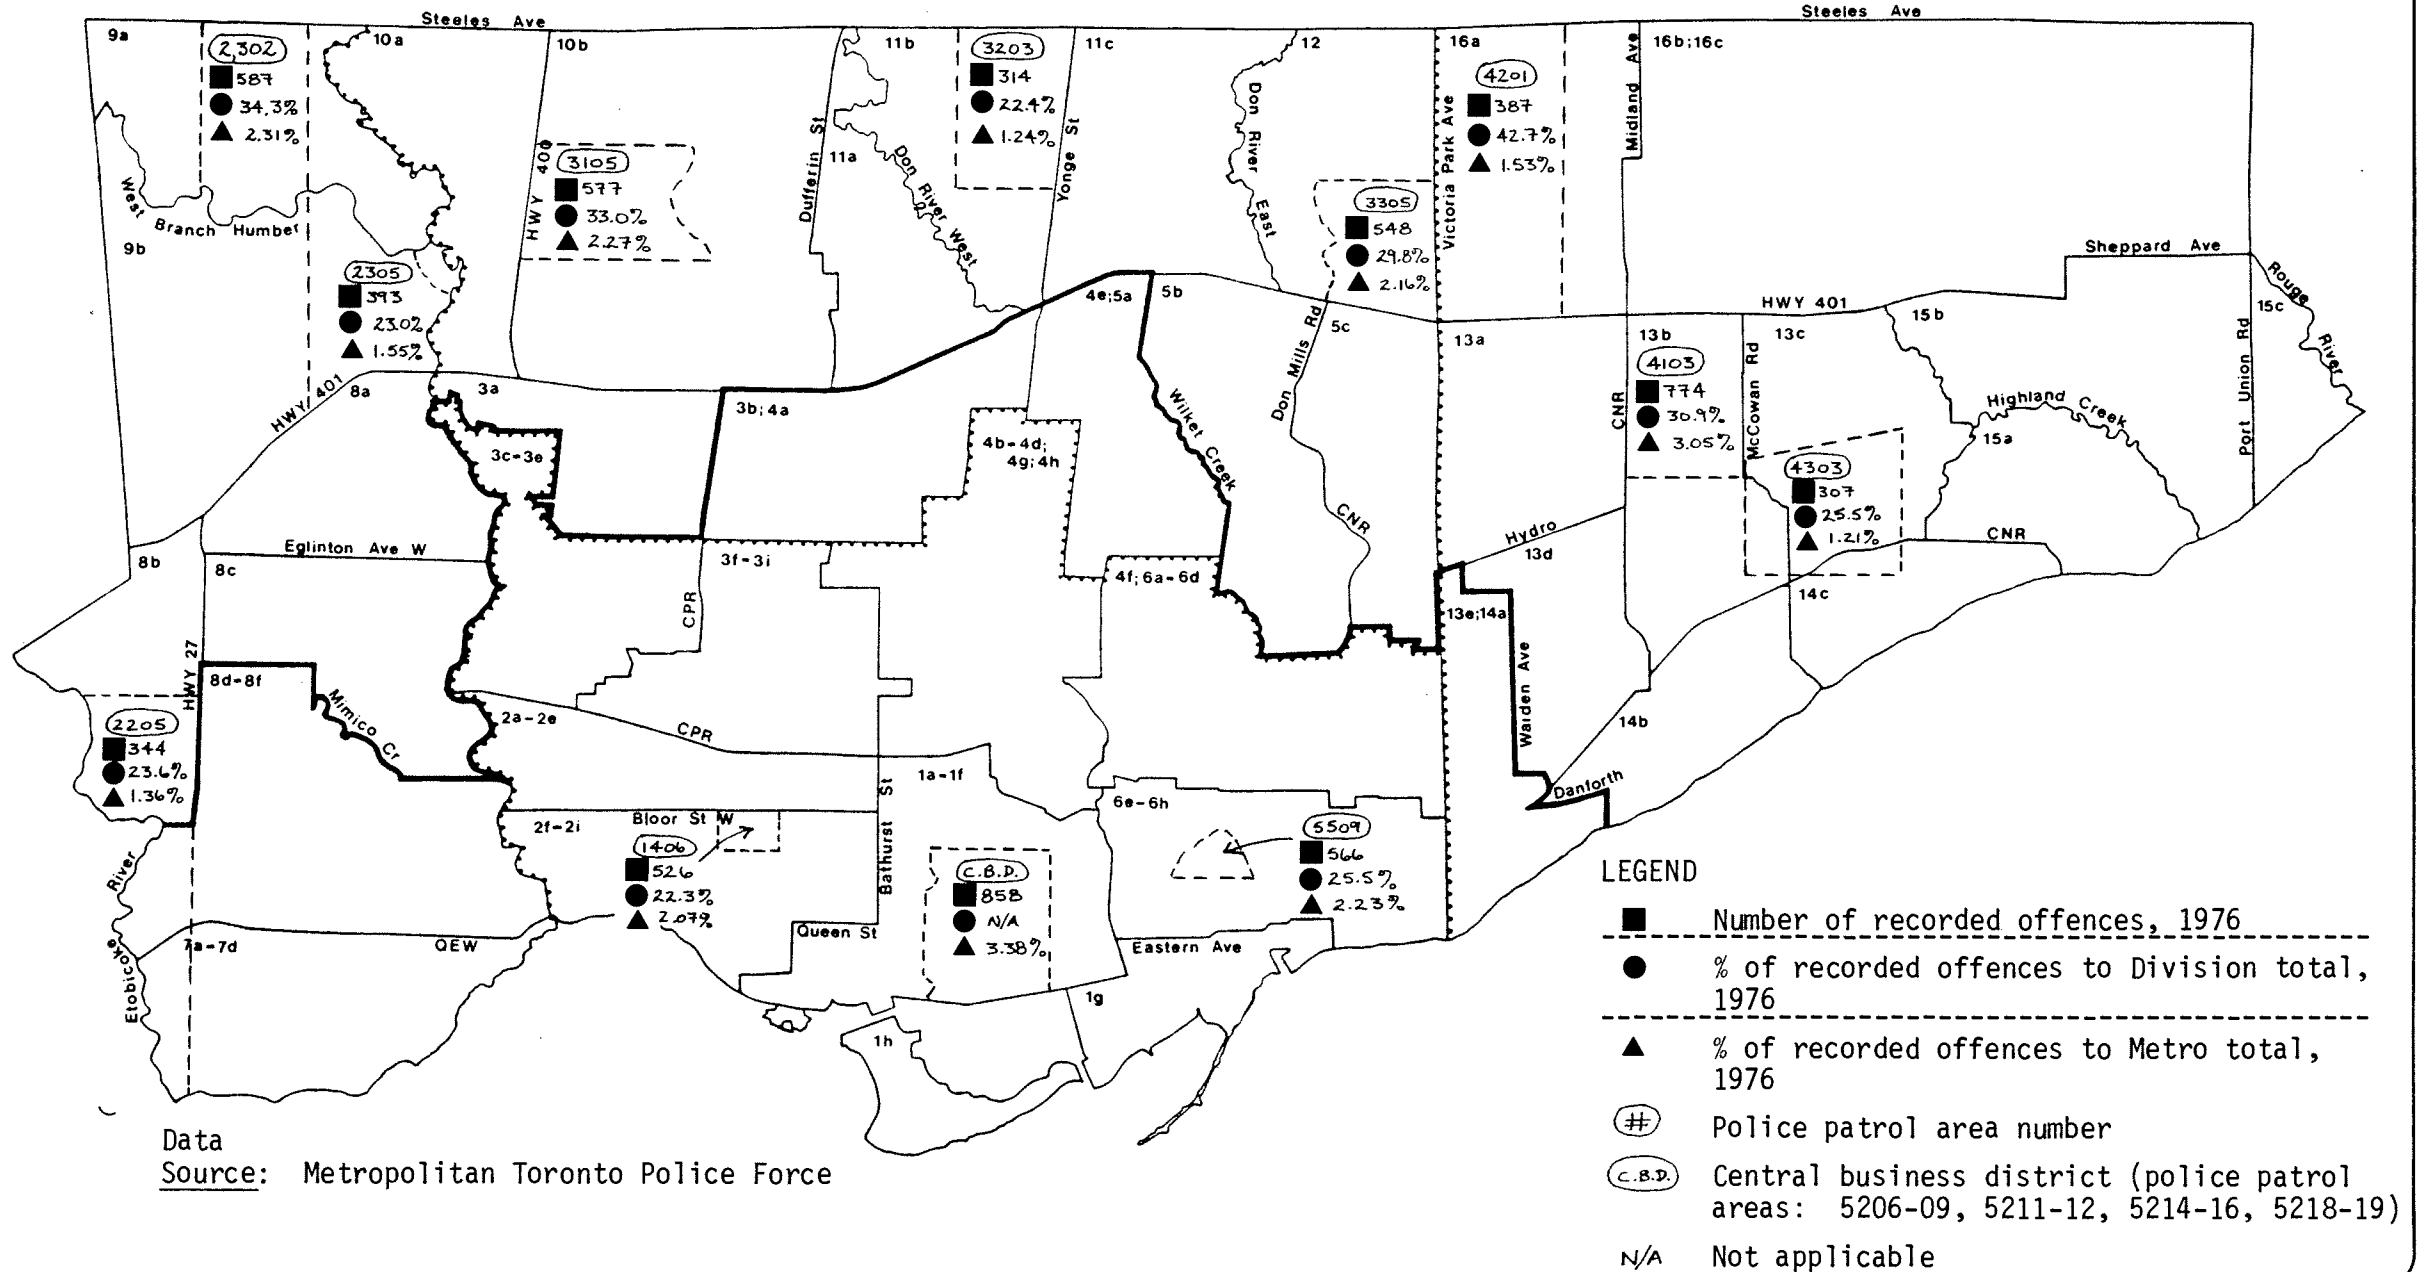 Steeles Ave
Steeles Ave
9a
2302
■ 587
● 34.3%
▲ 2.31%
10a
10b
11b
3203
■ 314
● 22.4%
▲ 1.24%
11c
12
16a
4201
■ 387
● 42.7%
▲ 1.53%
Midland Ave
16b;16c
West Branch Humber
9b
HWY 400
3105
■ 577
● 33.0%
▲ 2.27%
Dufferin St
11a
Don River West
Yonge St
Don River East
3305
■ 548
● 29.8%
▲ 2.16%
Victoria Park Ave
Sheppard Ave
Rouge River
15c
2305
■ 393
● 23.0%
▲ 1.55%
4e;5a
5b
5c
HWY 401
13a
13b
13c
15b
HWY 401
8a
3a
3b;4a
Wilket Creek
Don Mills Rd
CNR
4103
■ 774
● 30.9%
▲ 3.05%
McCowan Rd
Highland Creek
15a
Port Union Rd
3c-3e
4b-4d;
4g;4h
4303
■ 307
● 25.5%
▲ 1.21%
CNR
Hydro
13d
CNR
Eglinton Ave W
8b
8c
3f-3i
4f;6a-6d
CPR
13e;14a
14c
HWY 27
8d-8f
Mimico Cr
2a-2e
CPR
Warden Ave
14b
2205
■ 344
● 23.6%
▲ 1.36%
1a-1f
6e-6h
Danforth
2f-2i
Bloor St W
Bathurst St
1406
■ 526
● 22.3%
▲ 2.07%
C.B.D.
■ 858
● N/A
▲ 3.38%
5509
■ 566
● 25.5%
▲ 2.23%
Etobicoke River
7a-7d
QEW
Queen St
Eastern Ave
1g
1h
LEGEND
■ Number of recorded offences, 1976
● % of recorded offences to Division total,
1976
▲ % of recorded offences to Metro total,
1976
# Police patrol area number
C.B.D. Central business district (police patrol
areas: 5206-09, 5211-12, 5214-16, 5218-19)
N/A Not applicable
Data
Source: Metropolitan Toronto Police Force